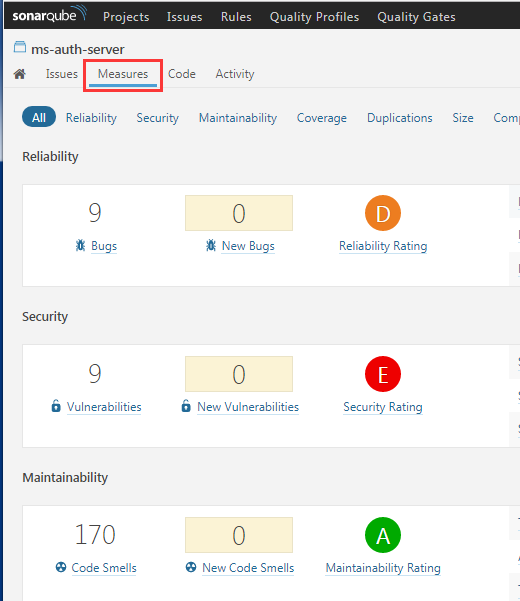 sonarqube Projects Issues Rules Quality Profiles Quality Gates
ms-auth-server
Issues Measures Code Activity
All Reliability Security Maintainability Coverage Duplications Size
Reliability
9 0 D
Bugs New Bugs Reliability Rating
Security
9 0 E
Vulnerabilities New Vulnerabilities Security Rating
Maintainability
170 0 A
Code Smells New Code Smells Maintainability Rating